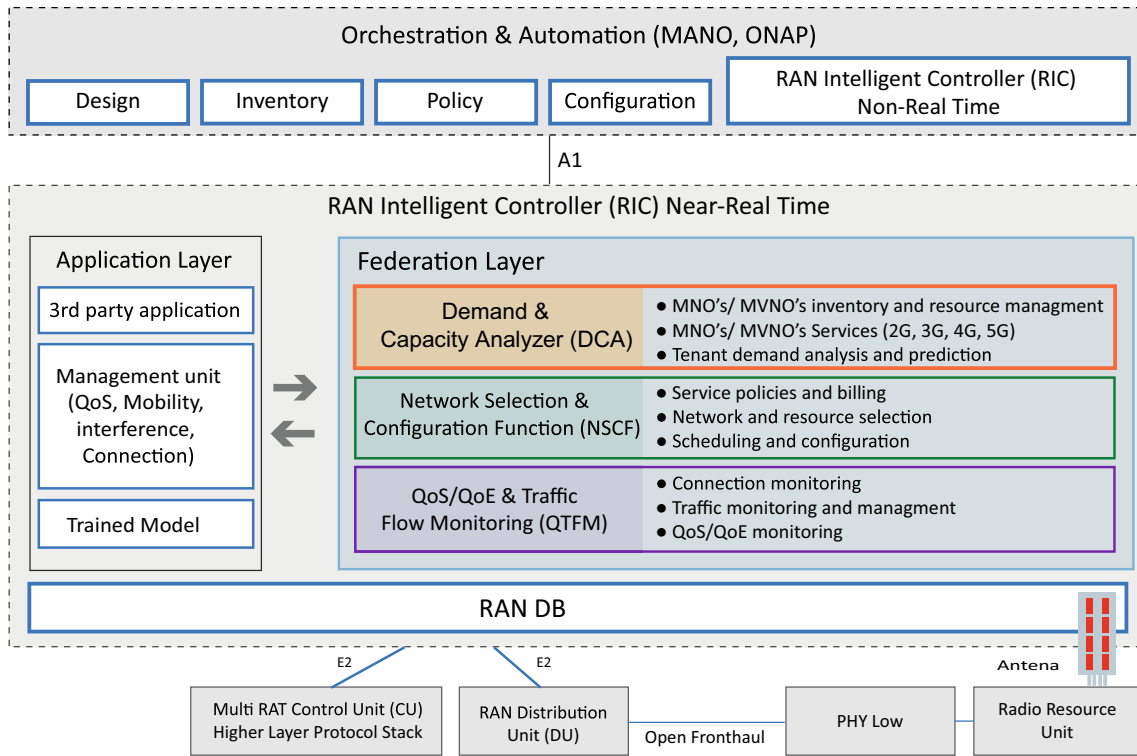 Orchestration & Automation (MANO, ONAP)
Design
Inventory
Policy
Configuration
RAN Intelligent Controller (RIC)
Non-Real Time
A1
RAN Intelligent Controller (RIC) Near-Real Time
Application Layer
3rd party application
Management unit
(QoS, Mobility,
interference,
Connection)
Trained Model
Federation Layer
Demand &
Capacity Analyzer (DCA)
● MNO's/ MVNO's inventory and resource managment
● MNO's/ MVNO's Services (2G, 3G, 4G, 5G)
● Tenant demand analysis and prediction
Network Selection &
Configuration Function (NSCF)
● Service policies and billing
● Network and resource selection
● Scheduling and configuration
QoS/QoE & Traffic
Flow Monitoring (QTFM)
● Connection monitoring
● Traffic monitoring and managment
● QoS/QoE monitoring
RAN DB
E2
E2
Antena
Multi RAT Control Unit (CU)
Higher Layer Protocol Stack
RAN Distribution
Unit (DU)
Open Fronthaul
PHY Low
Radio Resource
Unit